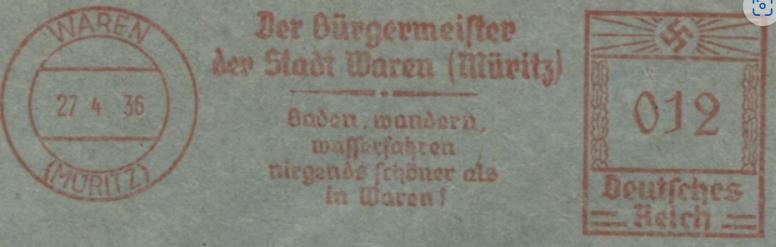 WAREN
27 4 36
(MÜRITZ)
Der Bürgermeister
der Stadt Waren (Müritz)
Baden, wandern,
wasserfahren
nirgends schöner als
in Waren!
012
Deutsches
Reich